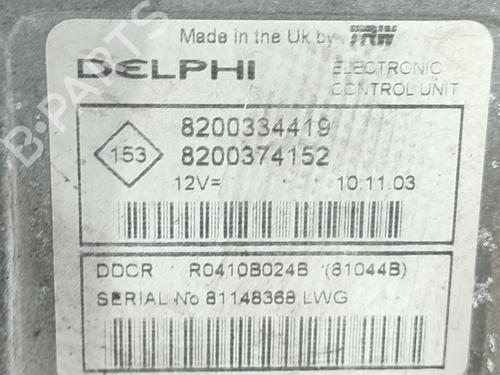 Made in the Uk by TRW
DELPHI
ELECTRONIC
CONTROL UNIT
153
8200334419
8200374152
12V= 10.11.03
DDCR R0410B024B (81044B)
SERIAL No 81148368 LWG
B-PARTS